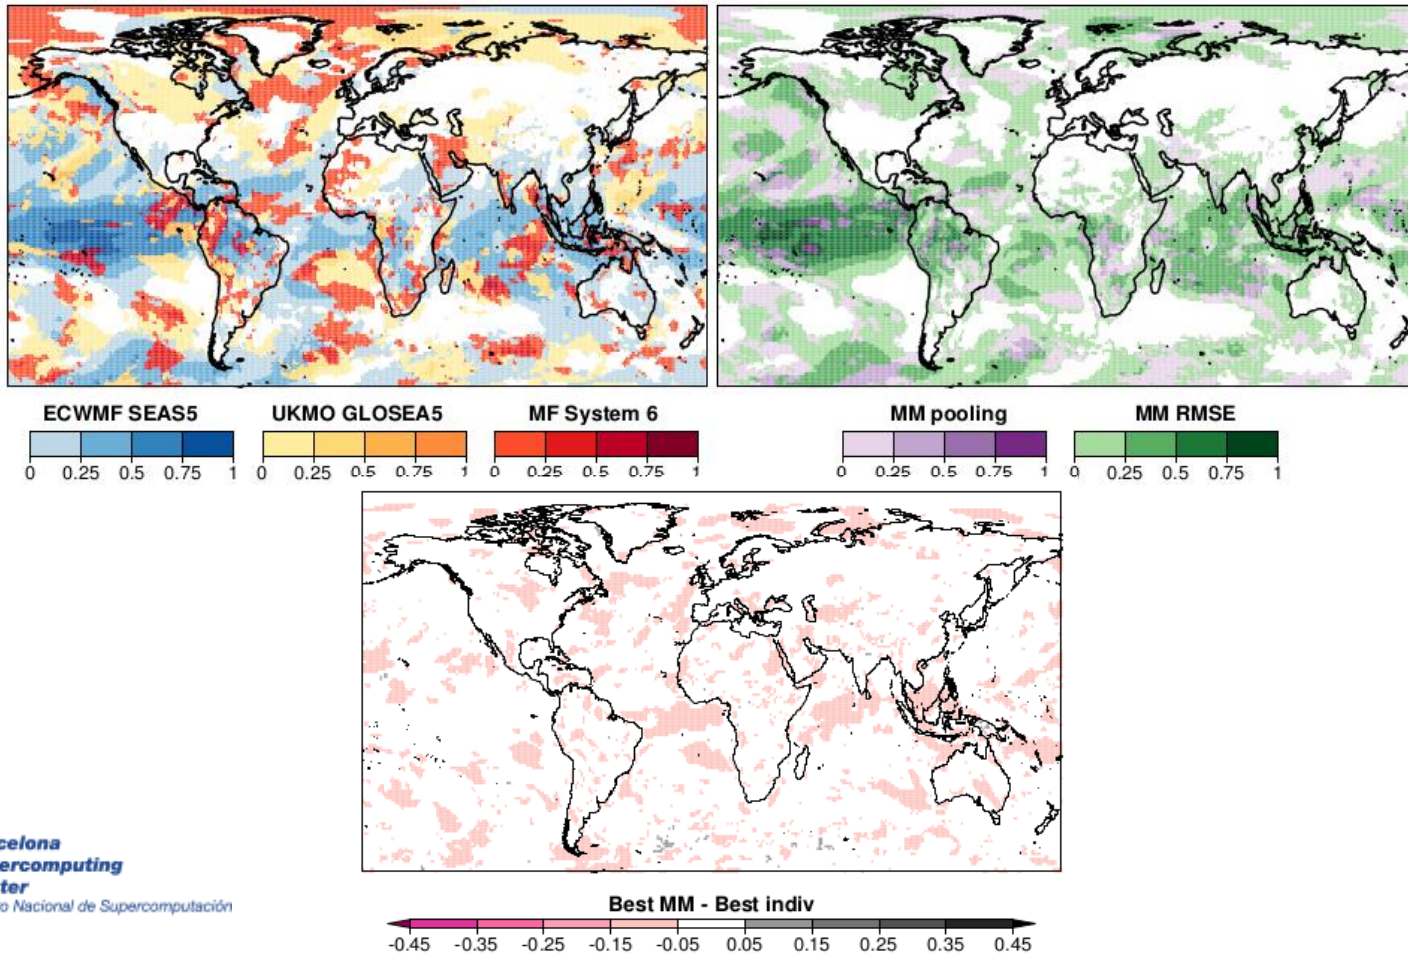 ECWMF SEAS5 UKMO GLOSEA5 MF System 6 MM pooling MM RMSE
0 0.25 0.5 0.75 1 0 0.25 0.5 0.75 1 0 0.25 0.5 0.75 1 0 0.25 0.5 0.75 1 0 0.25 0.5 0.75 1
celona
ercomputing
ter
o Nacional de Supercomputación
Best MM - Best indiv
-0.45 -0.35 -0.25 -0.15 -0.05 0.05 0.15 0.25 0.35 0.45